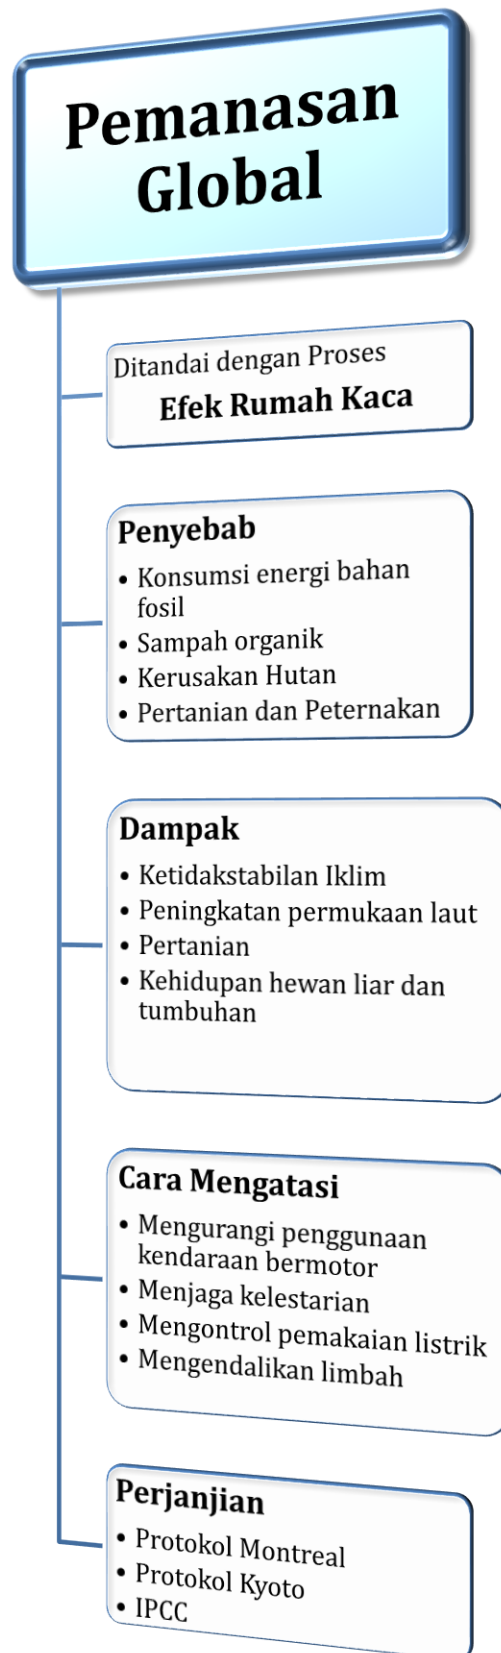 Pemanasan
Global
Ditandai dengan Proses
Efek Rumah Kaca
Penyebab
• Konsumsi energi bahan
fosil
• Sampah organik
• Kerusakan Hutan
• Pertanian dan Peternakan
Dampak
• Ketidakstabilan Iklim
• Peningkatan permukaan laut
• Pertanian
• Kehidupan hewan liar dan
tumbuhan
Cara Mengatasi
• Mengurangi penggunaan
kendaraan bermotor
• Menjaga kelestarian
• Mengontrol pemakaian listrik
• Mengendalikan limbah
Perjanjian
• Protokol Montreal
• Protokol Kyoto
• IPCC